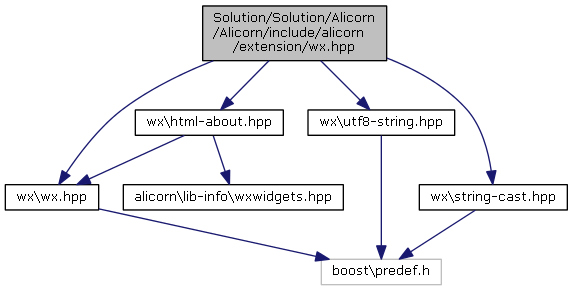 Solution/Solution/Alicorn
/Alicorn/include/alicorn
/extension/wx.hpp
wx\html-about.hpp
wx\utf8-string.hpp
wx\wx.hpp
alicorn\lib-info\wxwidgets.hpp
wx\string-cast.hpp
boost\predef.h